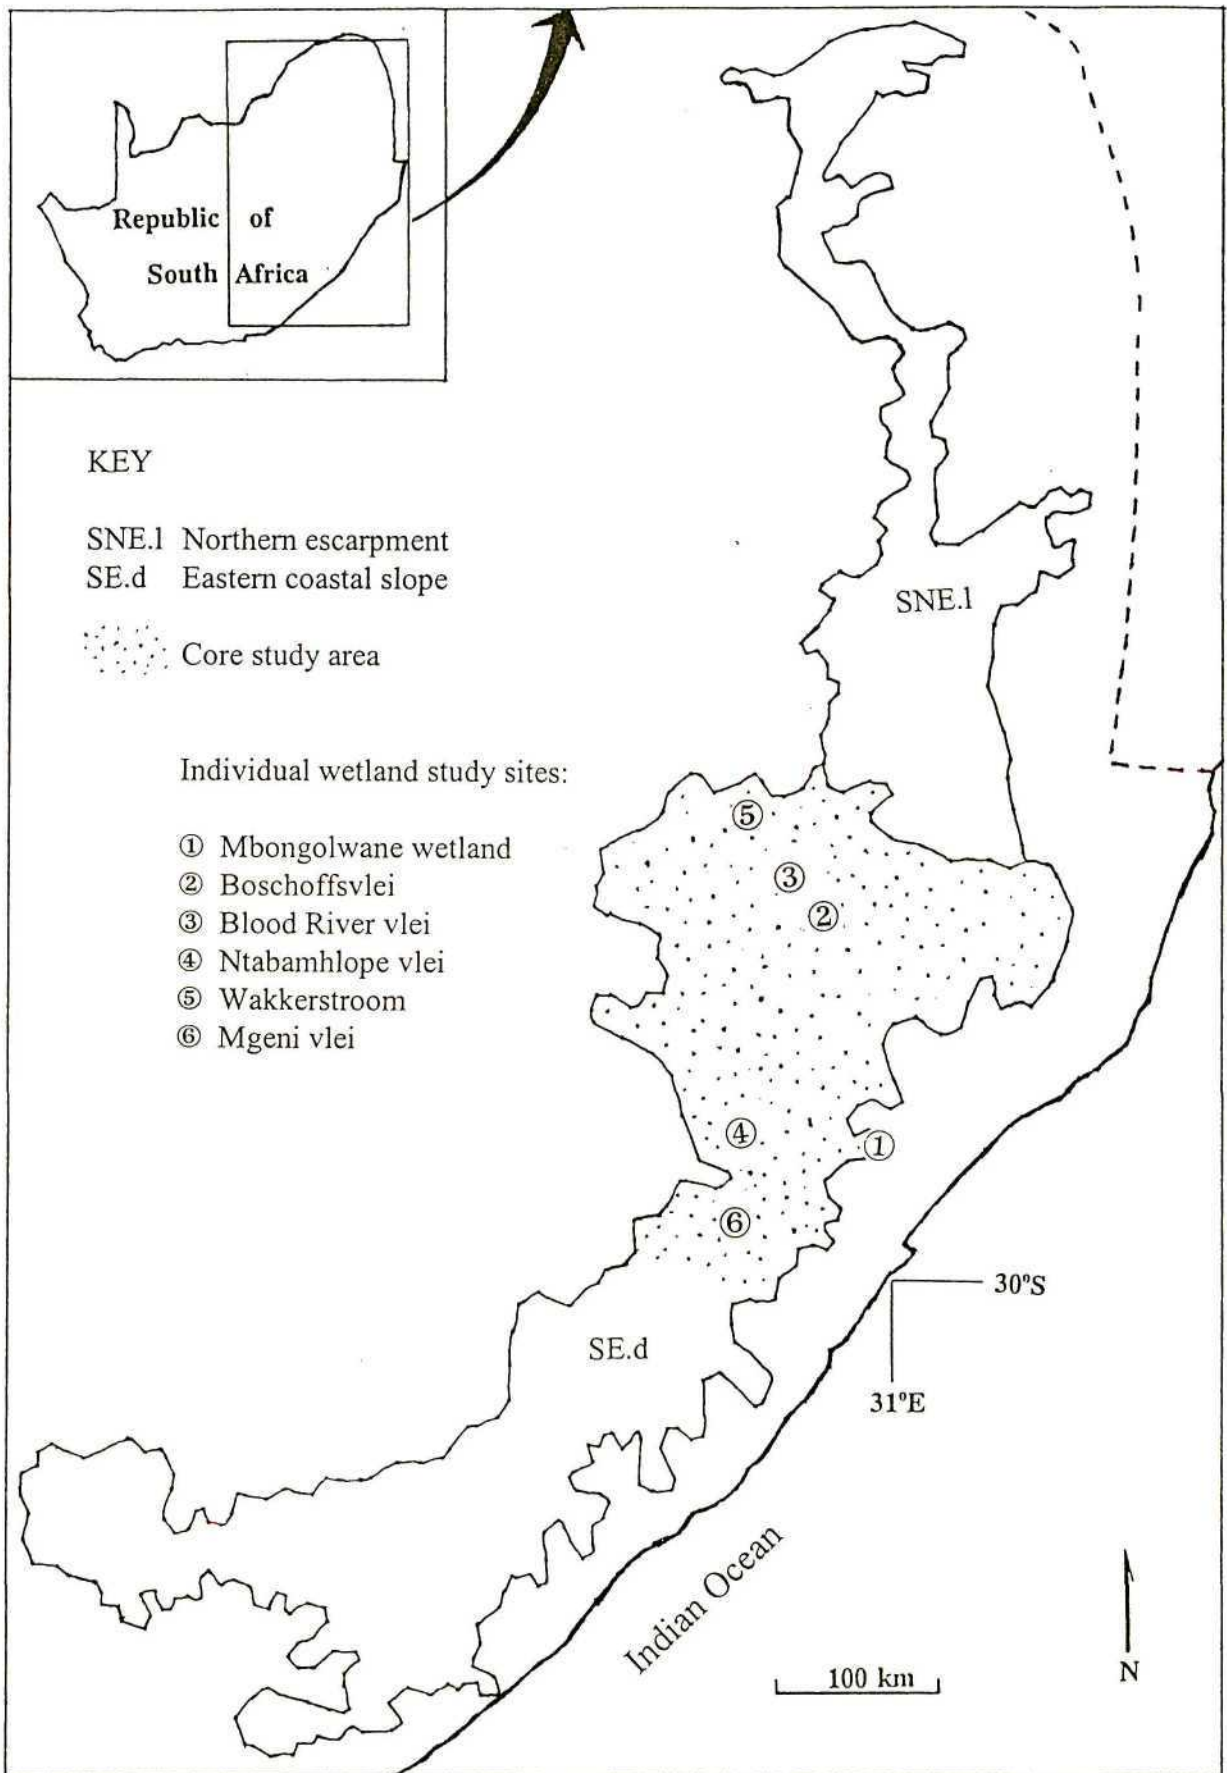 Republic of
South Africa
KEY
SNE.l Northern escarpment
SE.d Eastern coastal slope
Core study area
Individual wetland study sites:
① Mbongolwane wetland
② Boschoffsvlei
③ Blood River vlei
④ Ntabamhlope vlei
⑤ Wakkerstroom
⑥ Mgeni vlei
SNE.l
⑤
③
②
④
①
⑥
30°S
SE.d
31°E
Indian Ocean
100 km
N